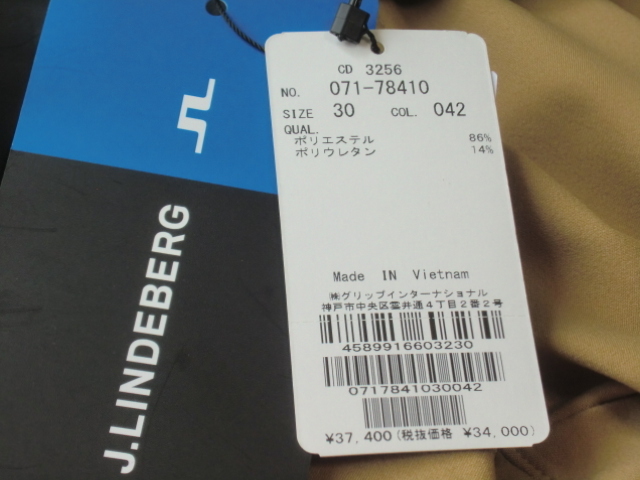 J.LINDEBERG
CD 3256
NO. 071-78410
SIZE 30 COL. 042
QUAL.
ポリエステル 86%
ポリウレタン 14%
Made IN Vietnam
㈱グリップインターナショナル
神戸市中央区雲井通4丁目2番2号
4589916603230
0717841030042
¥37,400(税抜価格 ¥34,000)